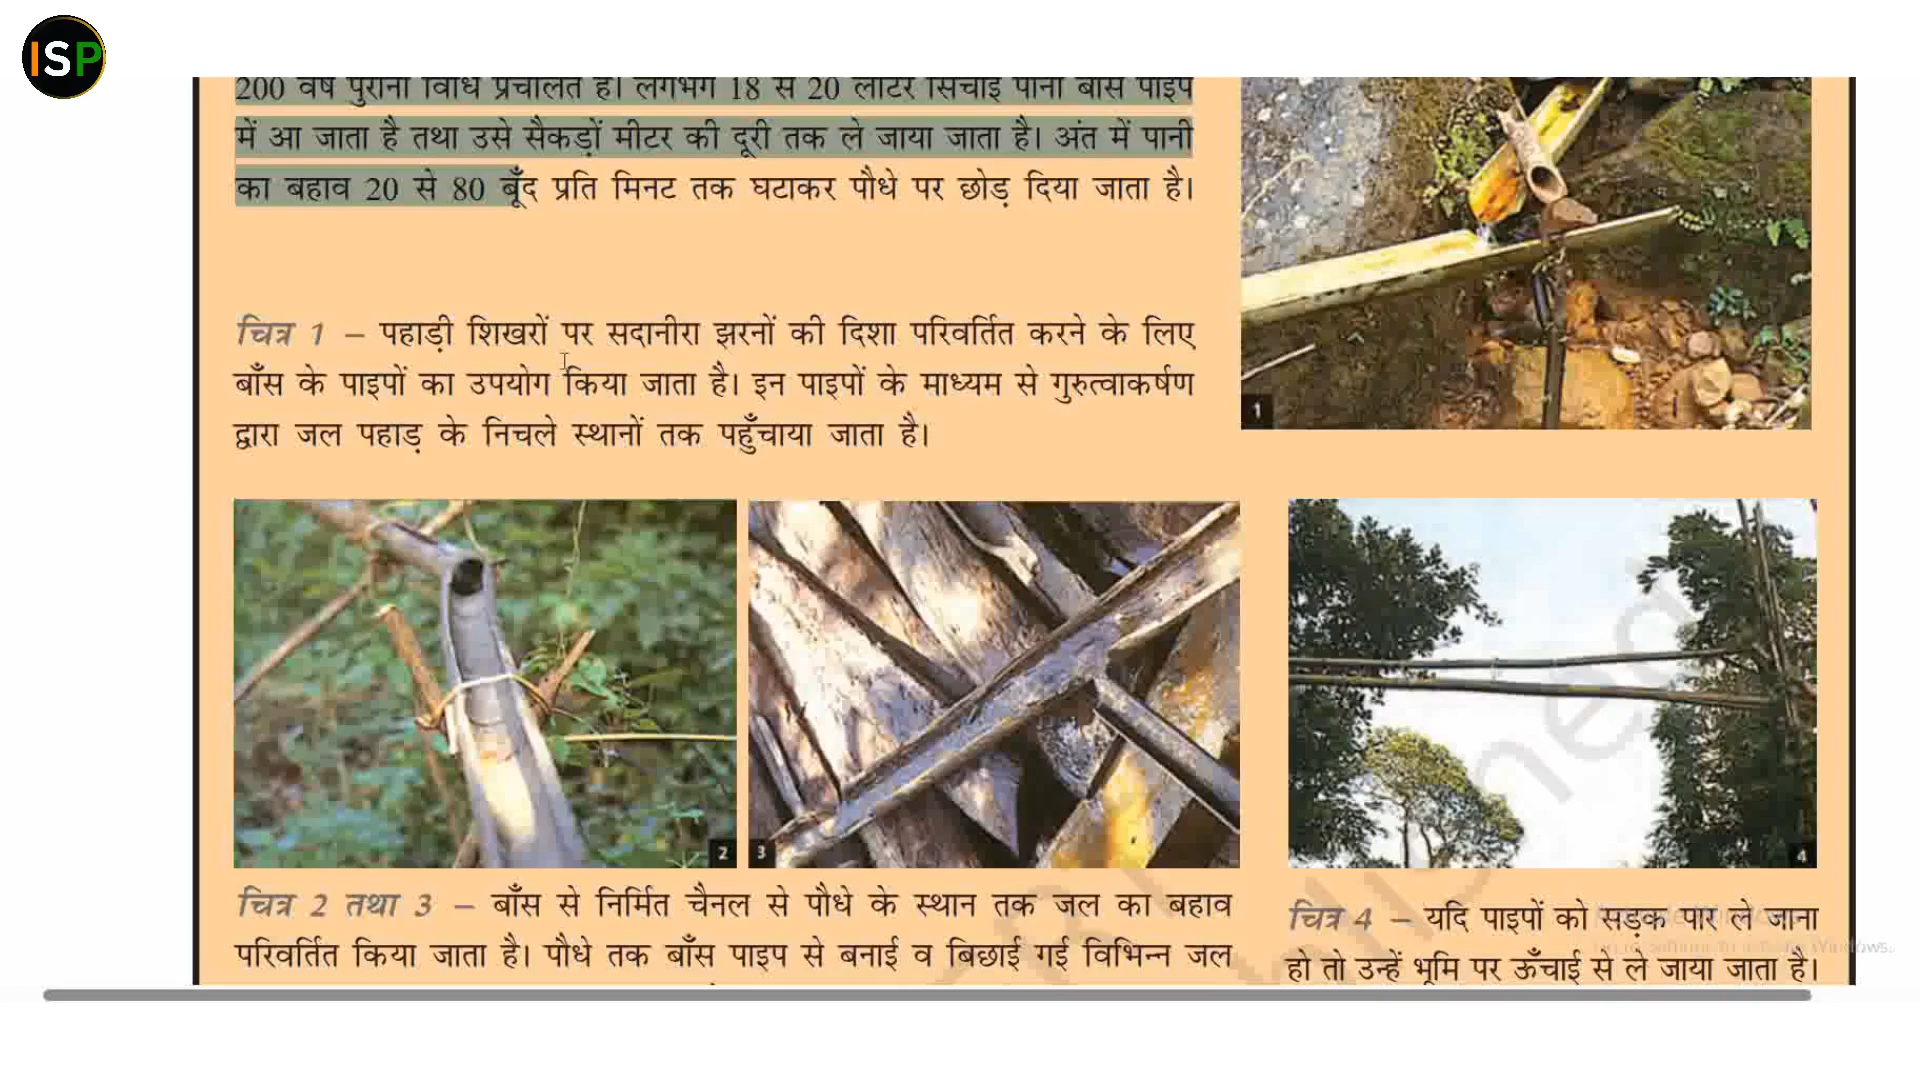 ISP
200 वर्ष पुरानी विधि प्रचलित है। लगभग 18 से 20 लीटर सिंचाई पानी बाँस पाइप
में आ जाता है तथा उसे सैकड़ों मीटर की दूरी तक ले जाया जाता है। अंत में पानी
का बहाव 20 से 80 बूँद प्रति मिनट तक घटाकर पौधे पर छोड़ दिया जाता है।
चित्र 1 – पहाड़ी शिखरों पर सदानीरा झरनों की दिशा परिवर्तित करने के लिए
बाँस के पाइपों का उपयोग किया जाता है। इन पाइपों के माध्यम से गुरुत्वाकर्षण
द्वारा जल पहाड़ के निचले स्थानों तक पहुँचाया जाता है।
1
2
3
4
चित्र 2 तथा 3 – बाँस से निर्मित चैनल से पौधे के स्थान तक जल का बहाव
परिवर्तित किया जाता है। पौधे तक बाँस पाइप से बनाई व बिछाई गई विभिन्न जल
चित्र 4 – यदि पाइपों को सड़क पार ले जाना
हो तो उन्हें भूमि पर ऊँचाई से ले जाया जाता है।